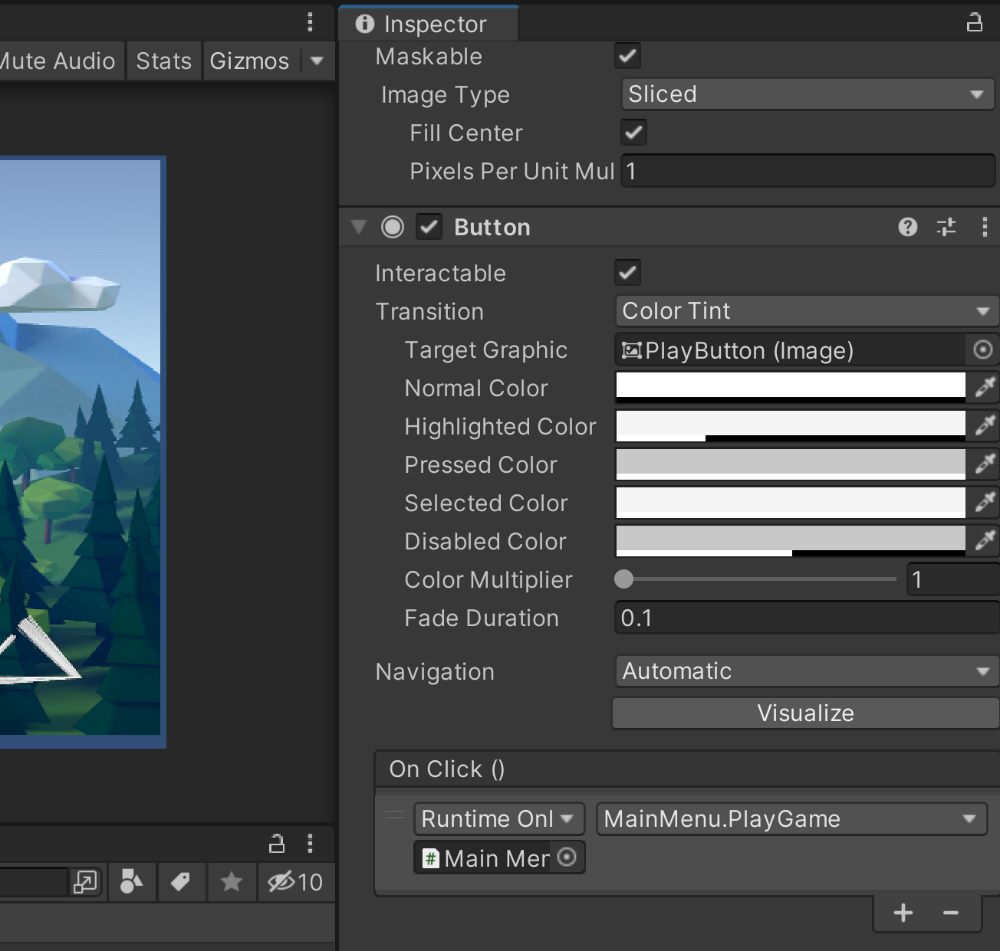 Inspector
Mute Audio Stats Gizmos
Maskable
Image Type Sliced
Fill Center
Pixels Per Unit Mul 1
Button
Interactable
Transition Color Tint
Target Graphic PlayButton (Image)
Normal Color
Highlighted Color
Pressed Color
Selected Color
Disabled Color
Color Multiplier 1
Fade Duration 0.1
Navigation Automatic
Visualize
On Click ()
Runtime Onl MainMenu.PlayGame
# Main Mer
10